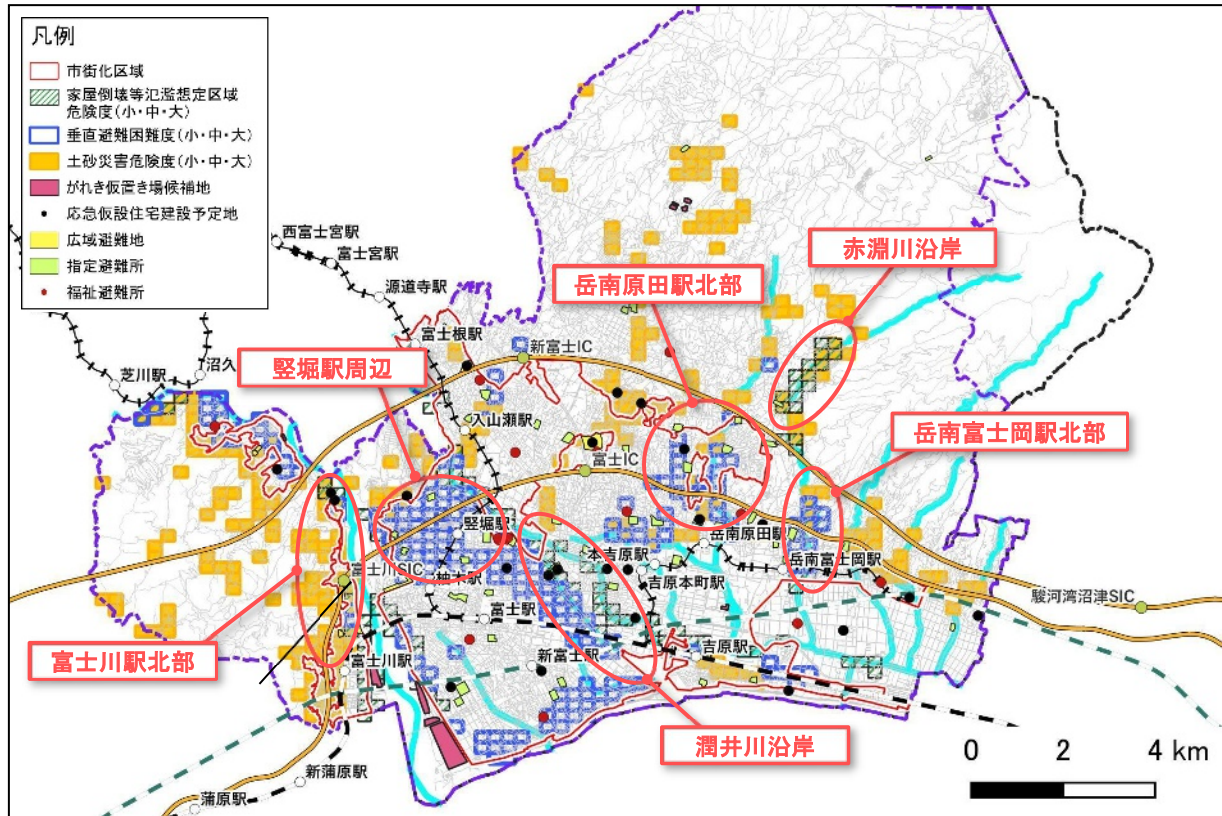 凡例
市街化区域
家屋倒壊等氾濫想定区域
危険度(小・中・大)
垂直避難困難度(小・中・大)
土砂災害危険度(小・中・大)
がれき仮置き場候補地
応急仮設住宅建設予定地
広域避難地
指定避難所
福祉避難所
西富士宮駅
富士宮駅
源道寺駅
赤淵川沿岸
岳南原田駅北部
富士根駅
新富士IC
沼久
芝川駅
竪堀駅周辺
入山瀬駅
岳南富士岡駅北部
富士IC
竪堀駅
岳南原田駅
本吉原駅
岳南富士岡駅
吉原本町駅
富士川SIC
柚木駅
駿河湾沼津SIC
富士駅
吉原駅
富士川駅北部
富士川駅
新富士駅
潤井川沿岸
新蒲原駅
蒲原駅
0 2 4 km